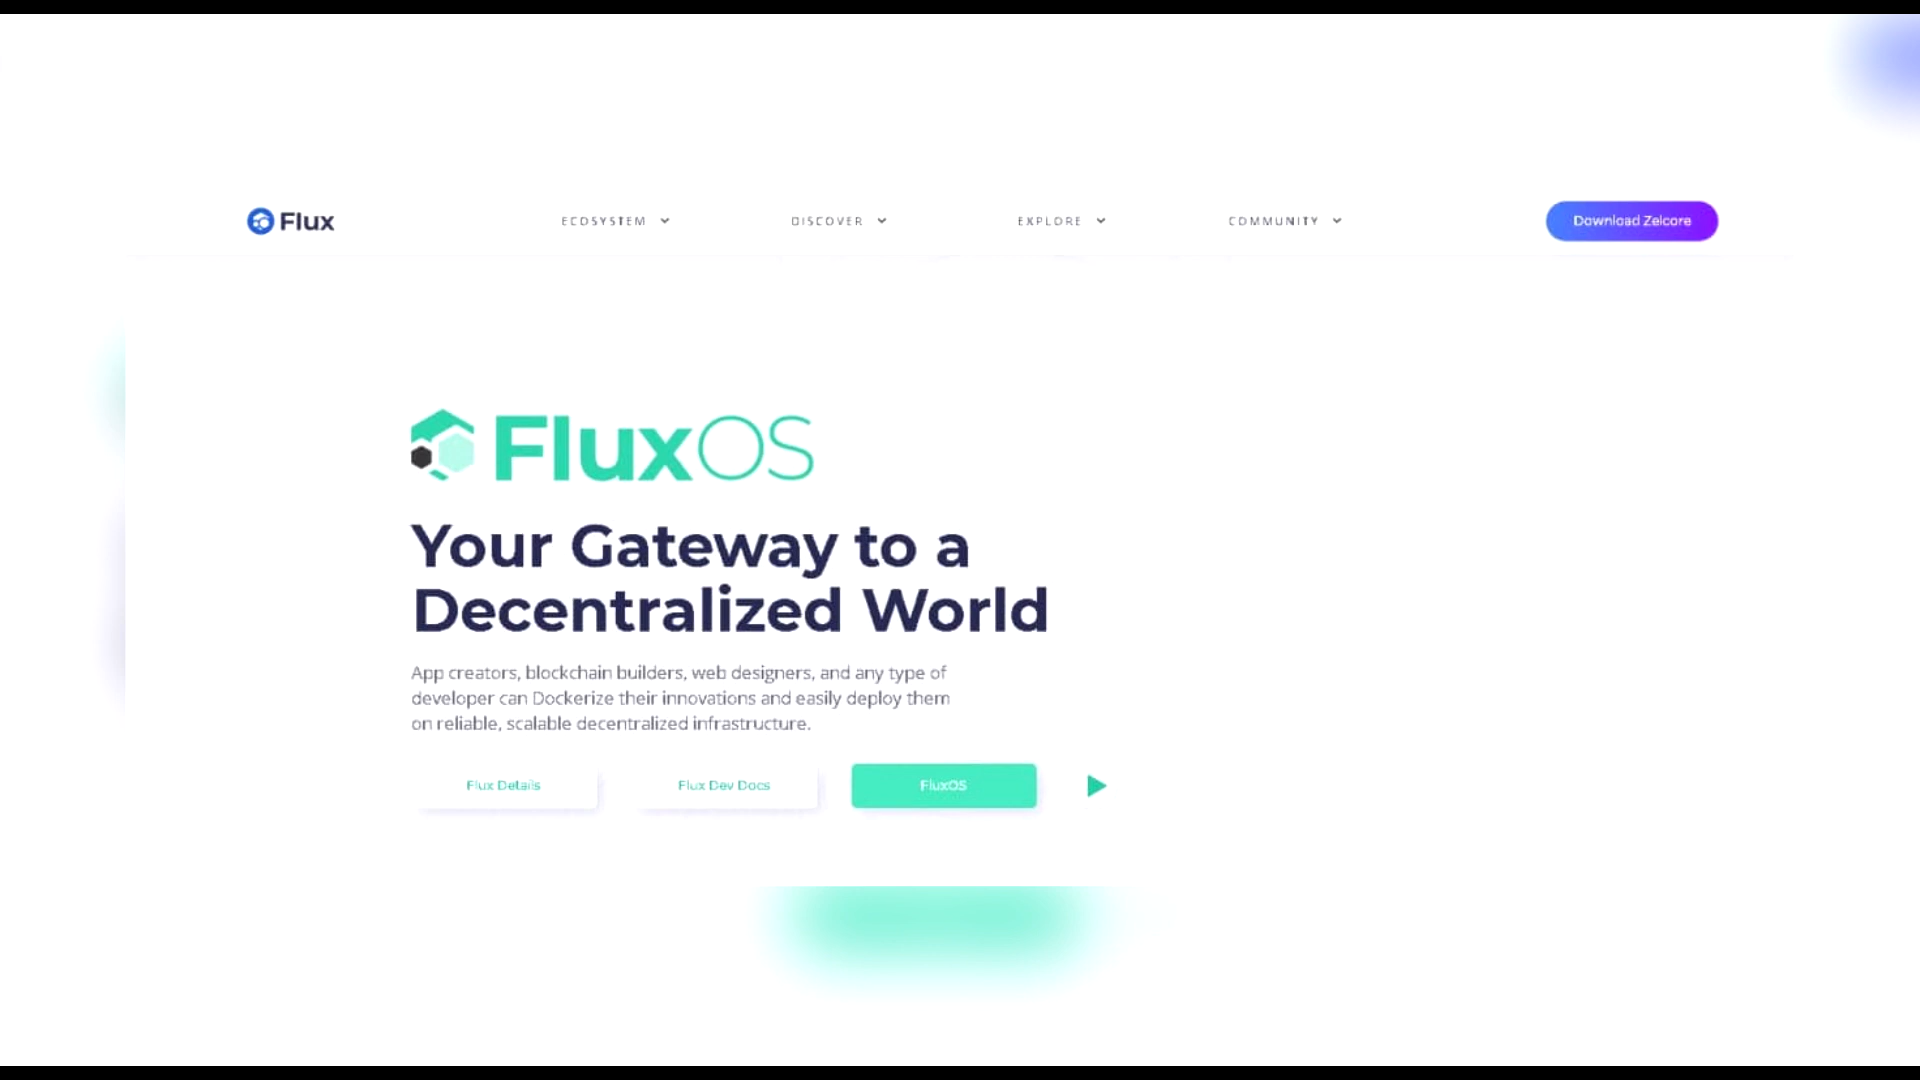 Flux
ECOSYSTEM
DISCOVER
EXPLORE
COMMUNITY
Download Zelcore
FluxOS
Your Gateway to a
Decentralized World
App creators, blockchain builders, web designers, and any type of
developer can Dockerize their innovations and easily deploy them
on reliable, scalable decentralized infrastructure.
Flux Details
Flux Dev Docs
FluxOS